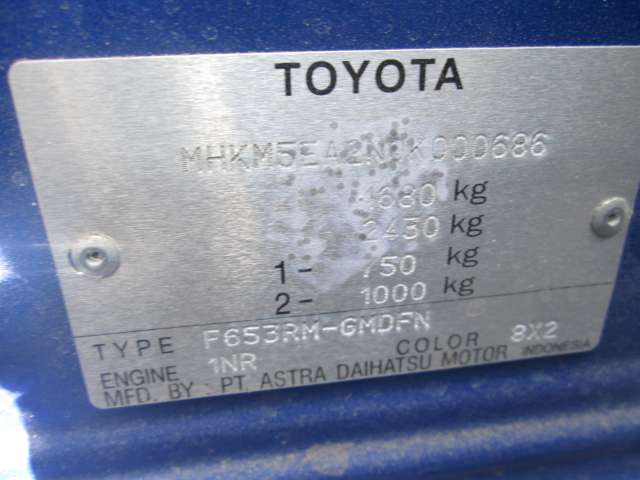 TOYOTA
1680 kg
2430 kg
1- 750 kg
2- 1000 kg
TYPE F653RM-GMDFN
ENGINE 1NR COLOR 8X2
MFD. BY : PT. ASTRA DAIHATSU MOTOR INDONESIA